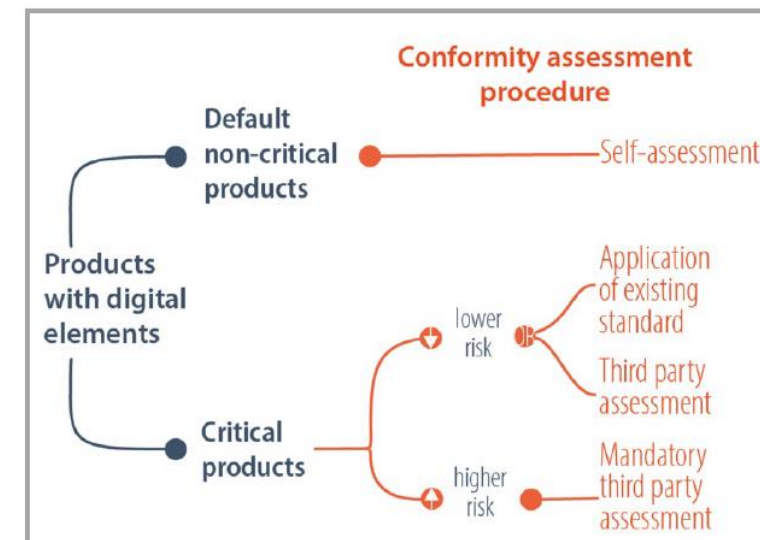 Conformity assessment
procedure
Default
non-critical
products
Self-assessment
Products
with digital
elements
Application
of existing
standard
lower
risk
Third party
assessment
Critical
products
higher
risk
Mandatory
third party
assessment